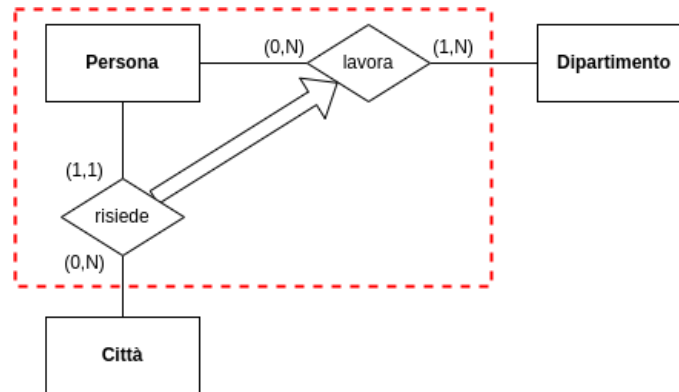 (0,N)
(1,N)
Persona
lavora
Dipartimento
(1,1)
risiede
(0,N)
Città